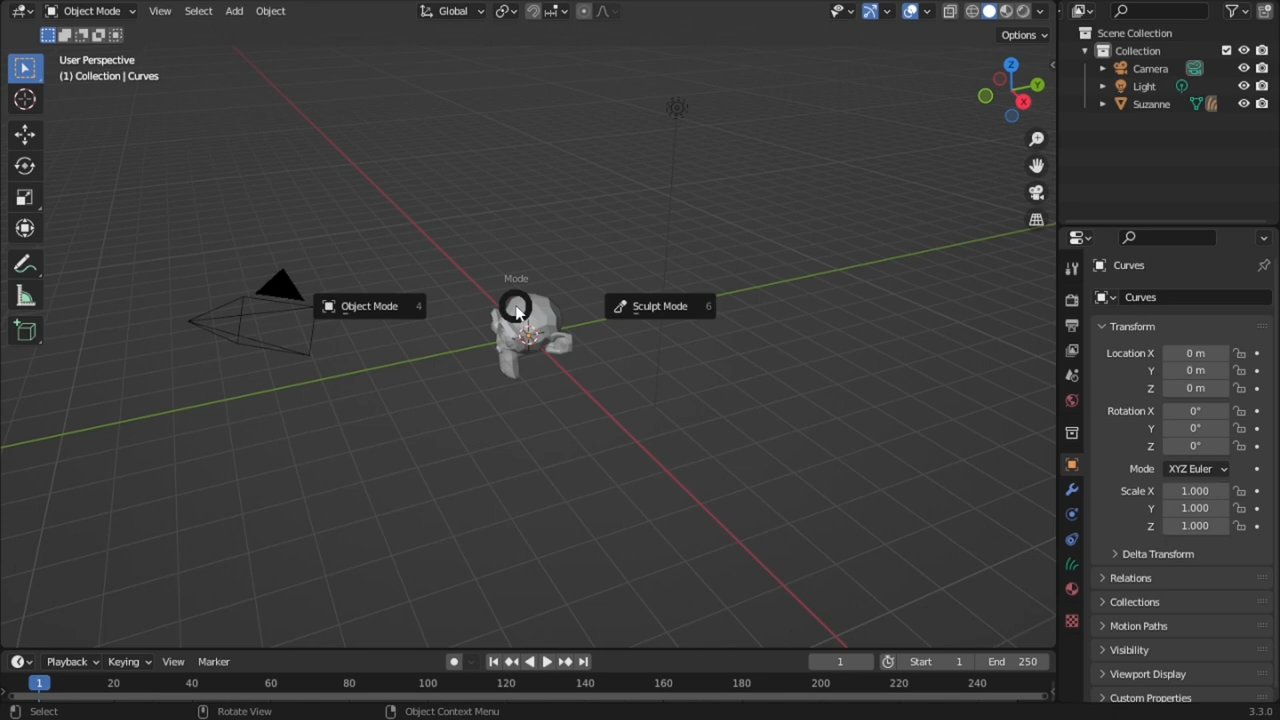 Object Mode View Select Add Object Global
Options
User Perspective
(1) Collection | Curves
Z
Y
X
Mode
Object Mode 4
Sculpt Mode 6
Scene Collection
Collection
Camera
Light
Suzanne
Curves
Curves
Transform
Location X 0 m
Y 0 m
Z 0 m
Rotation X 0°
Y 0°
Z 0°
Mode XYZ Euler
Scale X 1.000
Y 1.000
Z 1.000
Delta Transform
Relations
Collections
Motion Paths
Visibility
Viewport Display
Custom Properties
Playback Keying View Marker 1 Start 1 End 250
1 20 40 60 80 100 120 140 160 180 200 220 240
Select Rotate View Object Context Menu 3.3.0